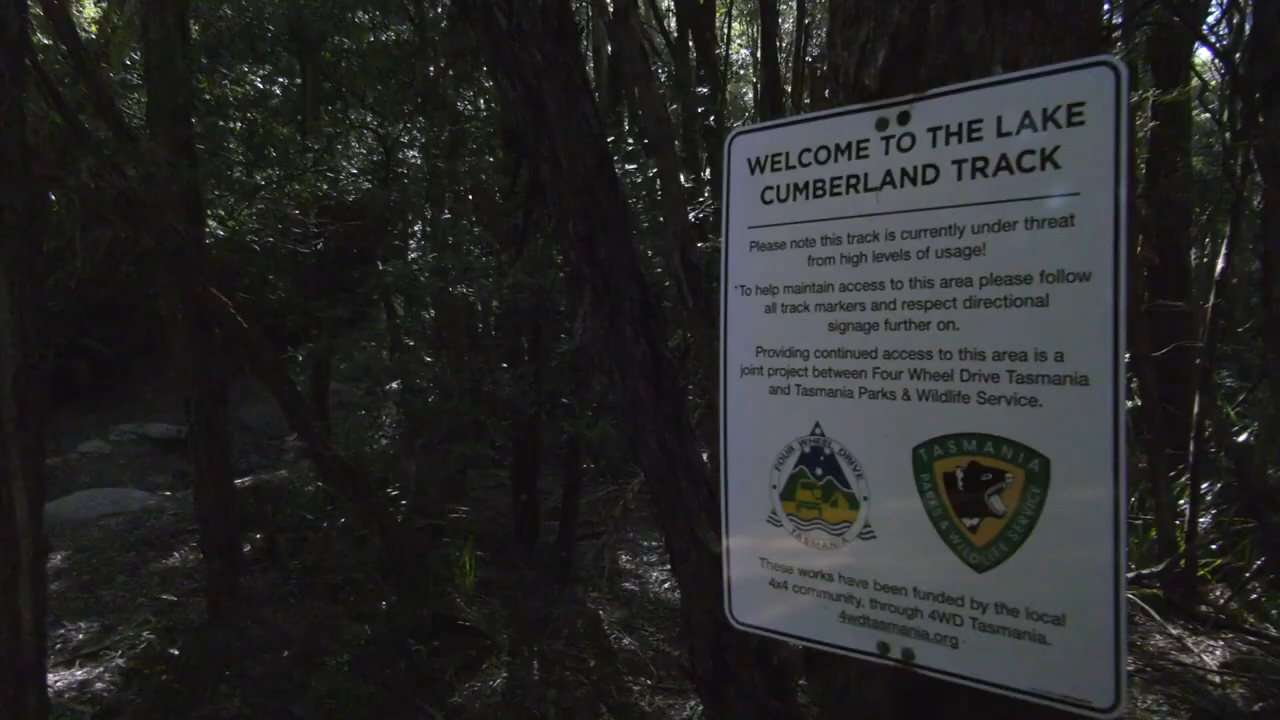 WELCOME TO THE LAKE
CUMBERLAND TRACK
Please note this track is currently under threat
from high levels of usage!
*To help maintain access to this area please follow
all track markers and respect directional
signage further on.
Providing continued access to this area is a
joint project between Four Wheel Drive Tasmania
and Tasmania Parks & Wildlife Service.
FOUR WHEEL DRIVE
TASMANIA
TASMANIA
PARKS & WILDLIFE SERVICE
These works have been funded by the local
4x4 community, through 4WD Tasmania.
4wdtasmania.org